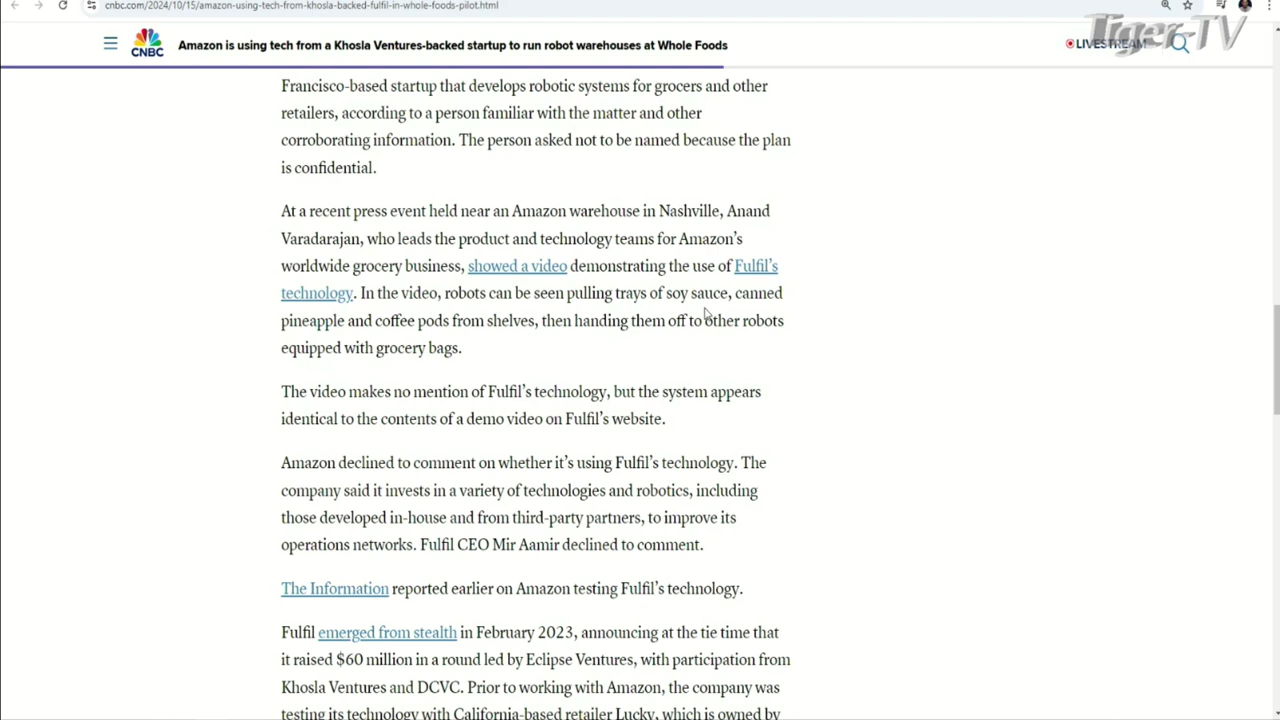 cnbc.com/2024/10/15/amazon-using-tech-from-khosla-backed-fulfil-in-whole-foods-pilot.html
Tiger-TV
CNBC
Amazon is using tech from a Khosla Ventures-backed startup to run robot warehouses at Whole Foods
LIVESTREAM
Francisco-based startup that develops robotic systems for grocers and other
retailers, according to a person familiar with the matter and other
corroborating information. The person asked not to be named because the plan
is confidential.
At a recent press event held near an Amazon warehouse in Nashville, Anand
Varadarajan, who leads the product and technology teams for Amazon’s
worldwide grocery business, showed a video demonstrating the use of Fulfil’s
technology. In the video, robots can be seen pulling trays of soy sauce, canned
pineapple and coffee pods from shelves, then handing them off to other robots
equipped with grocery bags.
The video makes no mention of Fulfil’s technology, but the system appears
identical to the contents of a demo video on Fulfil’s website.
Amazon declined to comment on whether it’s using Fulfil’s technology. The
company said it invests in a variety of technologies and robotics, including
those developed in-house and from third-party partners, to improve its
operations networks. Fulfil CEO Mir Aamir declined to comment.
The Information reported earlier on Amazon testing Fulfil’s technology.
Fulfil emerged from stealth in February 2023, announcing at the tie time that
it raised $60 million in a round led by Eclipse Ventures, with participation from
Khosla Ventures and DCVC. Prior to working with Amazon, the company was
testing its technology with California-based retailer Lucky, which is owned by